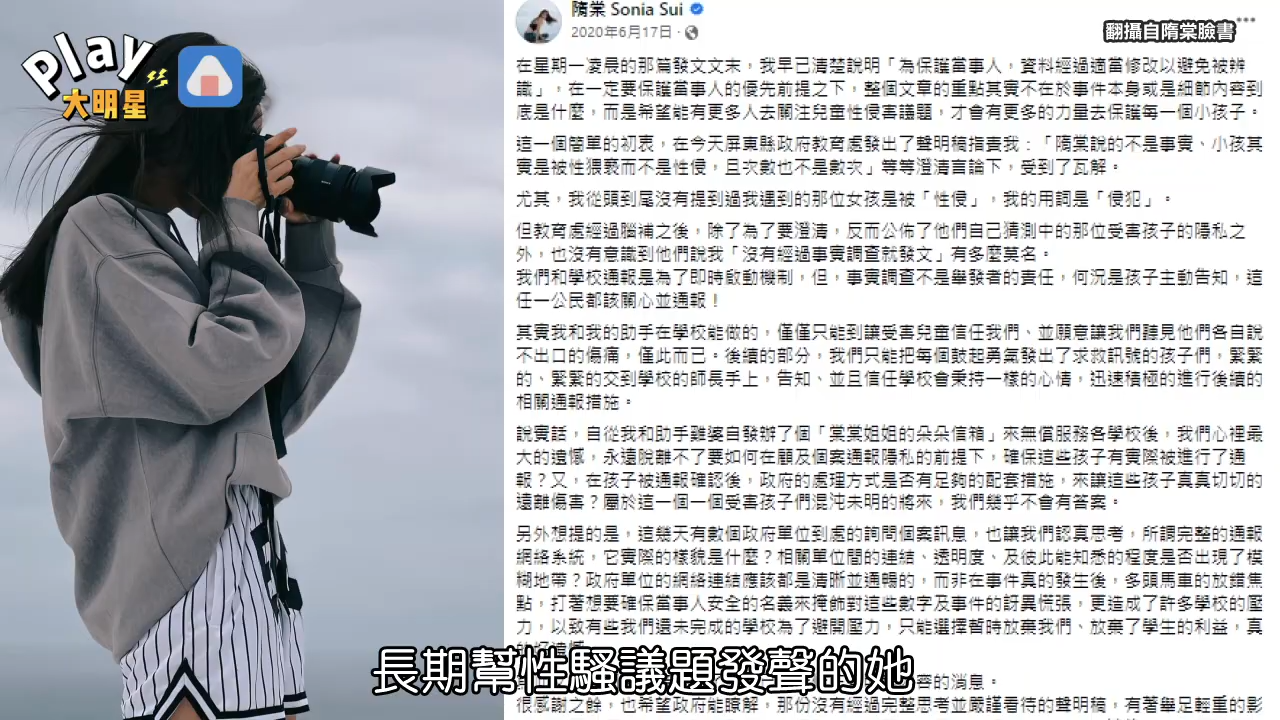 Play
大明星
隋棠 Sonia Sui
2020年6月17日
翻攝自隋棠臉書
在星期一凌晨的那篇發文文末，我早已清楚說明「為保護當事人，資料經過適當修改以避免被辨
識」，在一定要保護當事人的優先前提之下，整個文章的重點其實不在於事件本身或是細節內容到
底是什麼，而是希望能有更多人去關注兒童性侵害議題，才會有更多的力量去保護每一個小孩子。
這一個簡單的初衷，在今天屏東縣政府教育處發出了聲明稿指責我：「隋棠說的不是事實、小孩其
實是被性猥褻而不是性侵，且次數也不是數次」等等澄清言論下，受到了瓦解。
尤其，我從頭到尾沒有提到過我遇到的那位女孩是被「性侵」，我的用詞是「侵犯」。
但教育處經過腦補之後，除了為了要澄清，反而公佈了他們自己猜測中的那位受害孩子的隱私之
外，也沒有意識到他們說我「沒有經過事實調查就發文」有多麼莫名。
我們和學校通報是為了即時啟動機制，但，事實調查不是舉發者的責任，何況是孩子主動告知，這
任一公民都該關心並通報！
其實我和我的助手在學校能做的，僅僅只能到讓受害兒童信任我們、並願意讓我們聽見他們各自說
不出口的傷痛，僅此而已。後續的部分，我們只能把每個鼓起勇氣發出了求救訊號的孩子們，緊緊
的、緊緊的交到學校的師長手上，告知、並且信任學校會秉持一樣的心情，迅速積極的進行後續的
相關通報措施。
說實話，自從我和助手雞婆自發辦了個「棠棠姐姐的朵朵信箱」來無償服務各學校後，我們心裡最
大的遺憾，永遠脫離不了要如何在顧及個案通報隱私的前提下，確保這些孩子有實際被進行了通
報？又，在孩子被通報確認後，政府的處理方式是否有足夠的配套措施，來讓這些孩子真真切切的
遠離傷害？屬於這一個一個受害孩子們混沌未明的將來，我們幾乎不會有答案。
另外想提的是，這幾天有數個政府單位到處的詢問個案訊息，也讓我們認真思考，所謂完整的通報
網絡系統，它實際的樣貌是什麼？相關單位間的連結、透明度、及彼此能知悉的程度是否出現了模
糊地帶？政府單位的網絡連結應該都是清晰並通暢的，而非在事件真的發生後，多頭馬車的放錯焦
點，打著想要確保當事人安全的名義來掩飾對這些數字及事件的訝異慌張，更造成了許多學校的壓
力，以致有些我們還未完成的學校為了避開壓力，只能選擇暫時放棄我們、放棄了學生的利益，真
長期幫性騷議題發聲的她
容的消息。
很感謝之餘，也希望政府能瞭解，那份沒有經過完整思考並嚴謹看待的聲明稿，有著舉足輕重的影